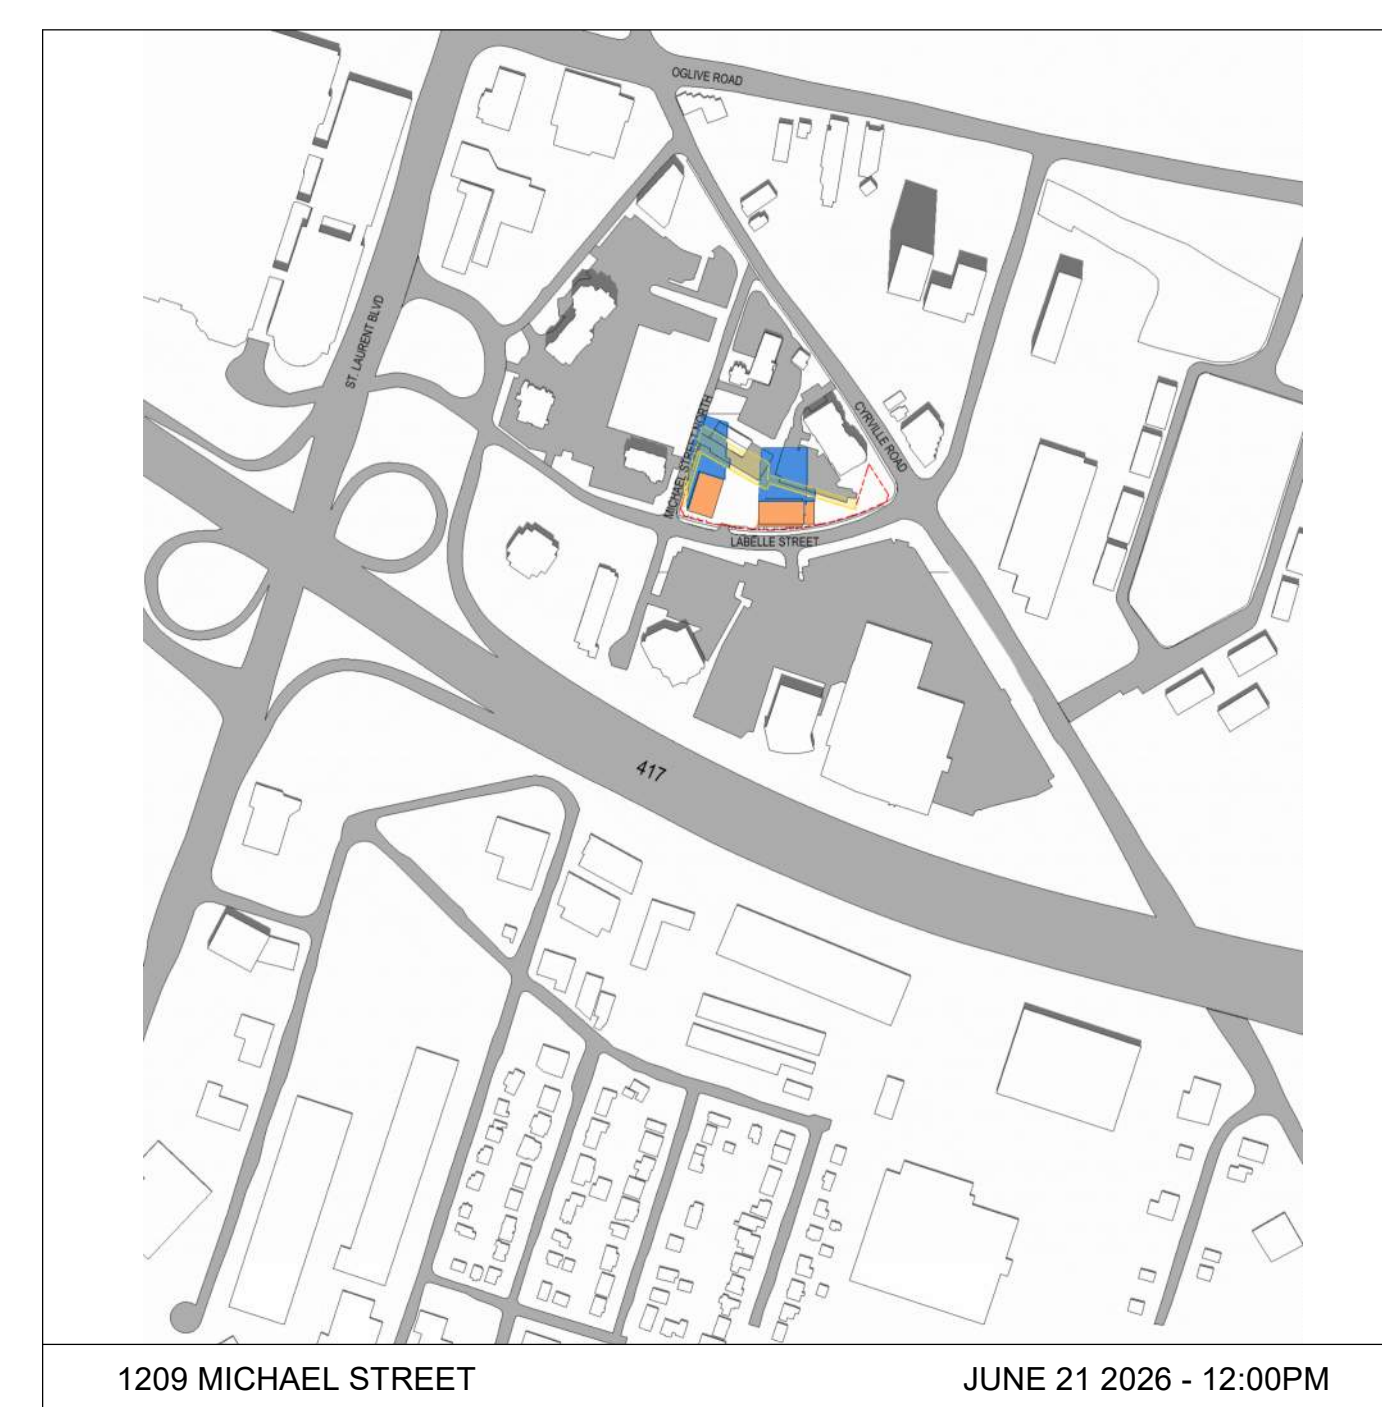 OGLIVE ROAD
ST. LAURENT BLVD
MICHAEL STREET NORTH
CYRVILLE ROAD
LABELLE STREET
417
1209 MICHAEL STREET
JUNE 21 2026 - 12:00PM